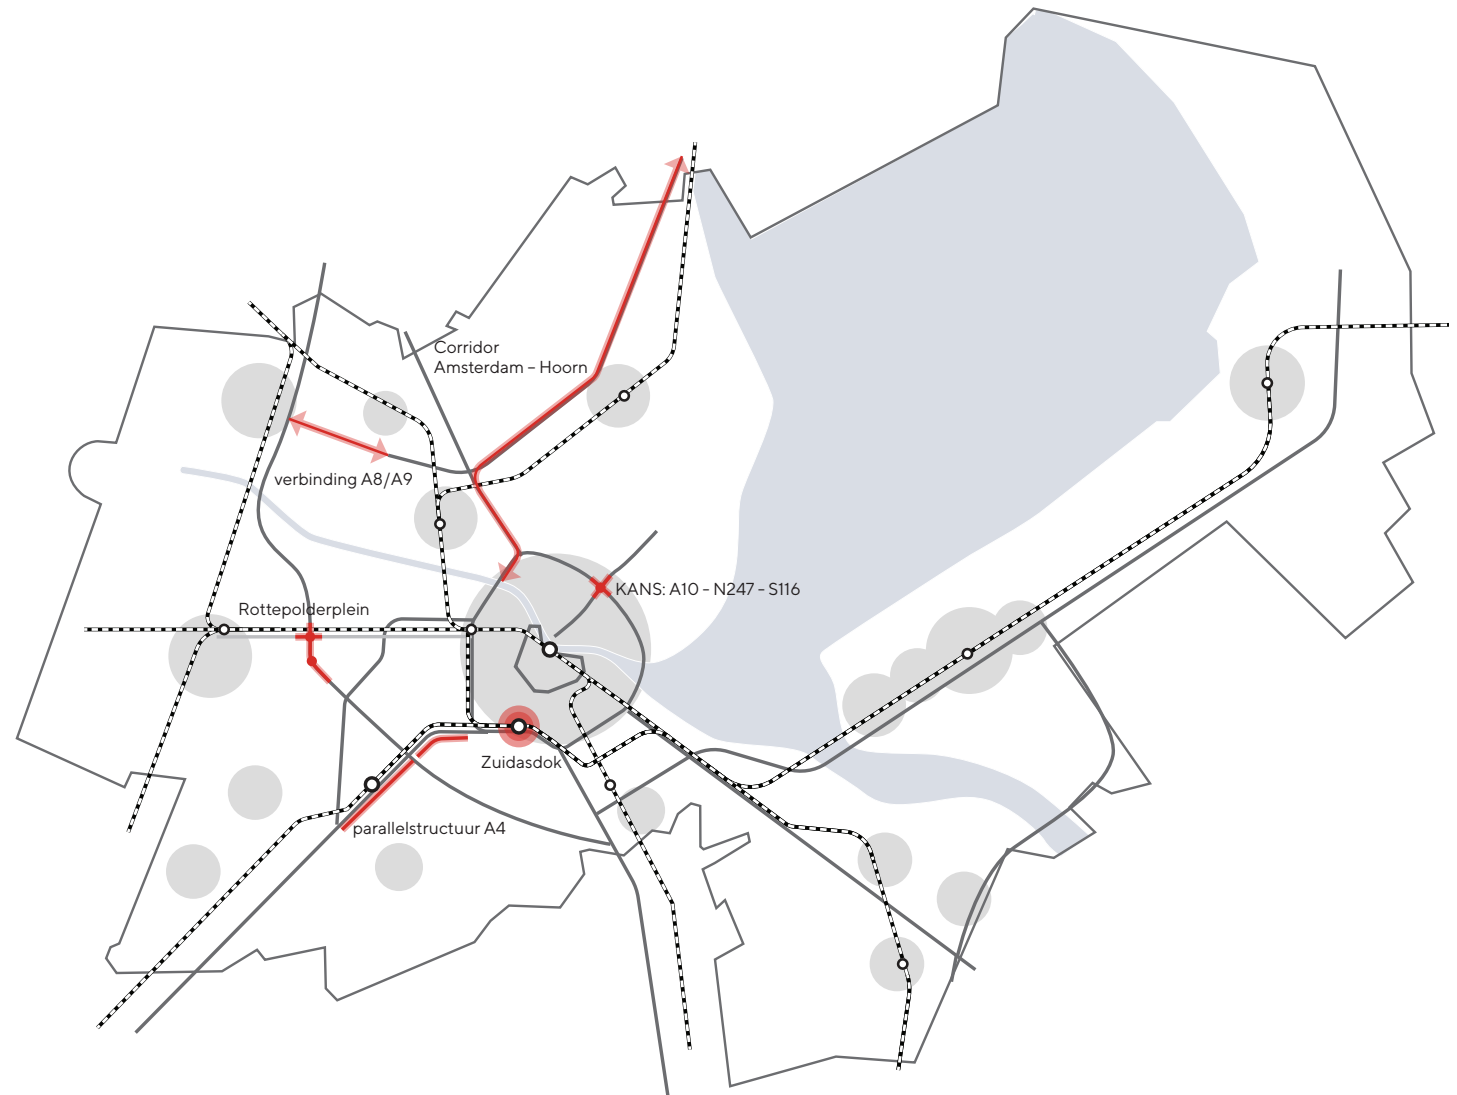 Corridor
Amsterdam – Hoorn
verbinding A8/A9
KANS: A10 - N247 - S116
Rottepolderplein
Zuidasdok
parallelstructuur A4